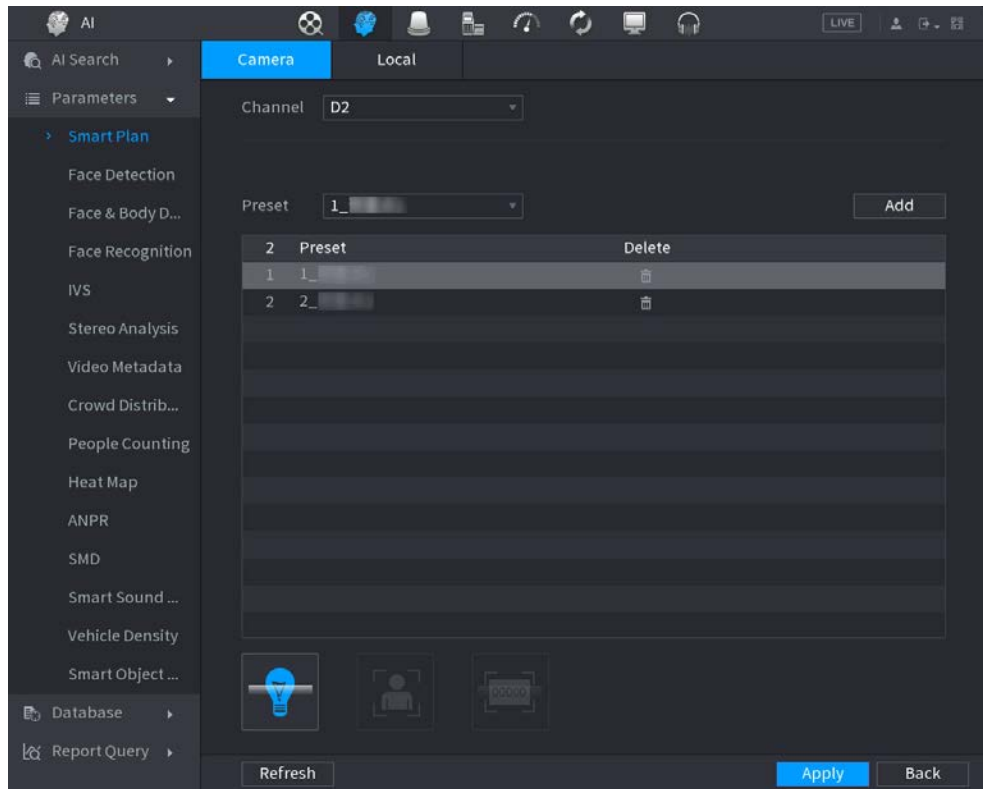 AI
LIVE
AI Search
Parameters
Smart Plan
Face Detection
Face & Body D...
Face Recognition
IVS
Stereo Analysis
Video Metadata
Crowd Distrib...
People Counting
Heat Map
ANPR
SMD
Smart Sound ...
Vehicle Density
Smart Object ...
Database
Report Query
Camera Local
Channel D2
Preset 1_
Add
2 Preset Delete
1 1_
2 2_
Refresh
Apply
Back